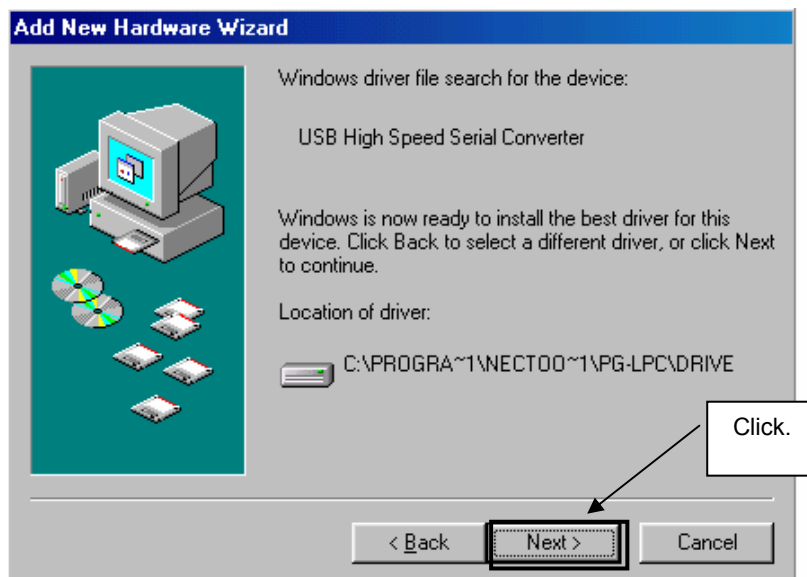 Add New Hardware Wizard
Windows driver file search for the device:
USB High Speed Serial Converter
Windows is now ready to install the best driver for this
device. Click Back to select a different driver, or click Next
to continue.
Location of driver:
C:\PROGRA~1\NECTOO~1\PG-LPC\DRIVE
Click.
< Back
Next >
Cancel